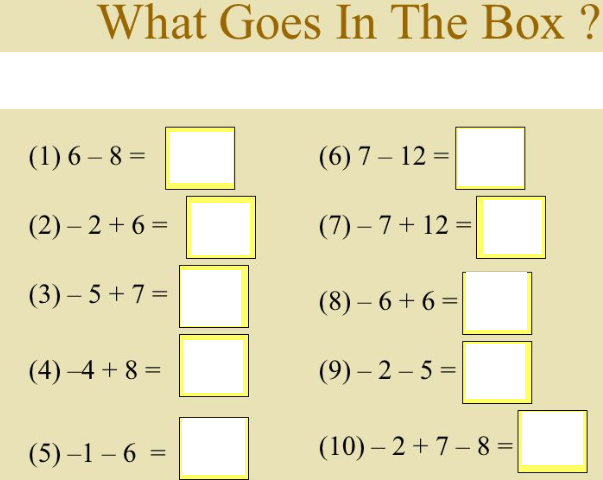 What Goes In The Box ?
(1) 6 – 8 =
(2) – 2 + 6 =
(3) – 5 + 7 =
(4) –4 + 8 =
(5) –1 – 6 =
(6) 7 – 12 =
(7) – 7 + 12 =
(8) – 6 + 6 =
(9) – 2 – 5 =
(10) – 2 + 7 – 8 =